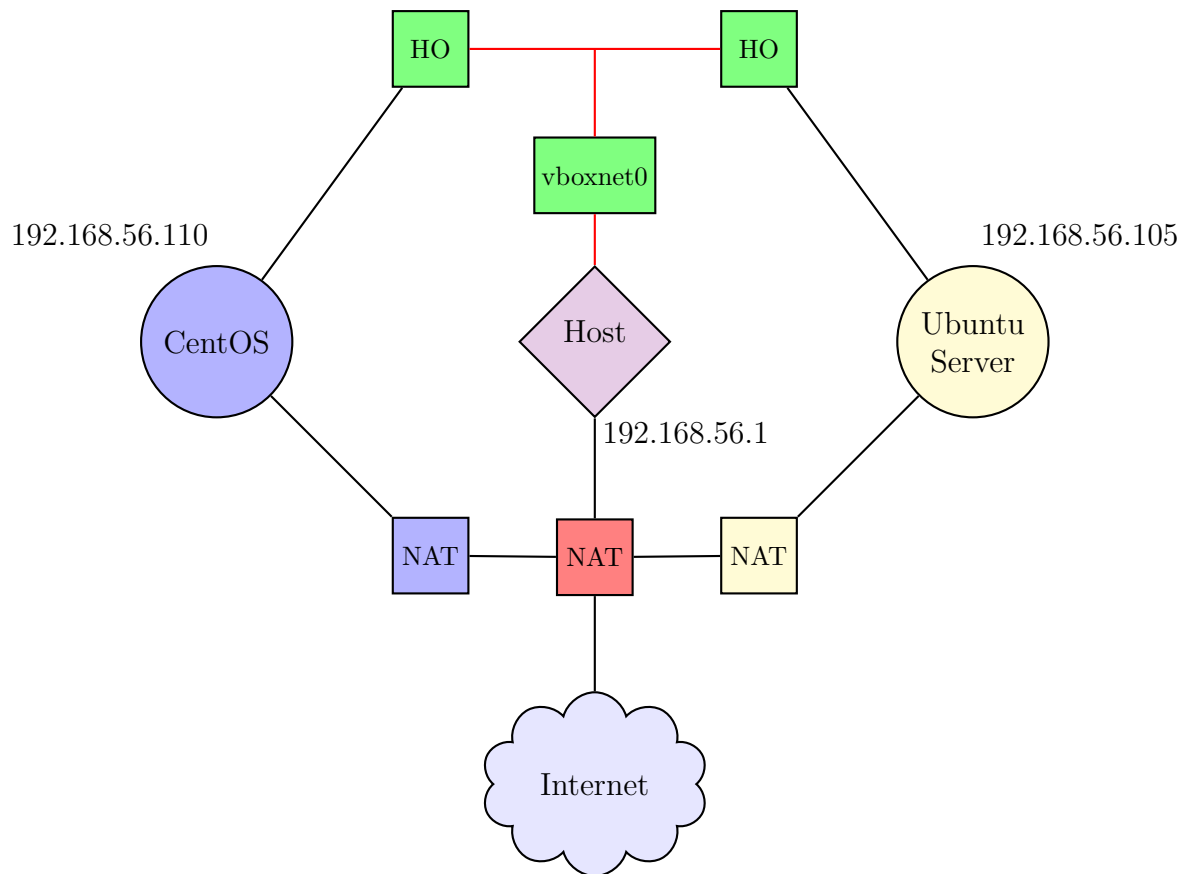 HO
HO
vboxnet0
192.168.56.110
192.168.56.105
CentOS
Host
Ubuntu
Server
192.168.56.1
NAT
NAT
NAT
Internet